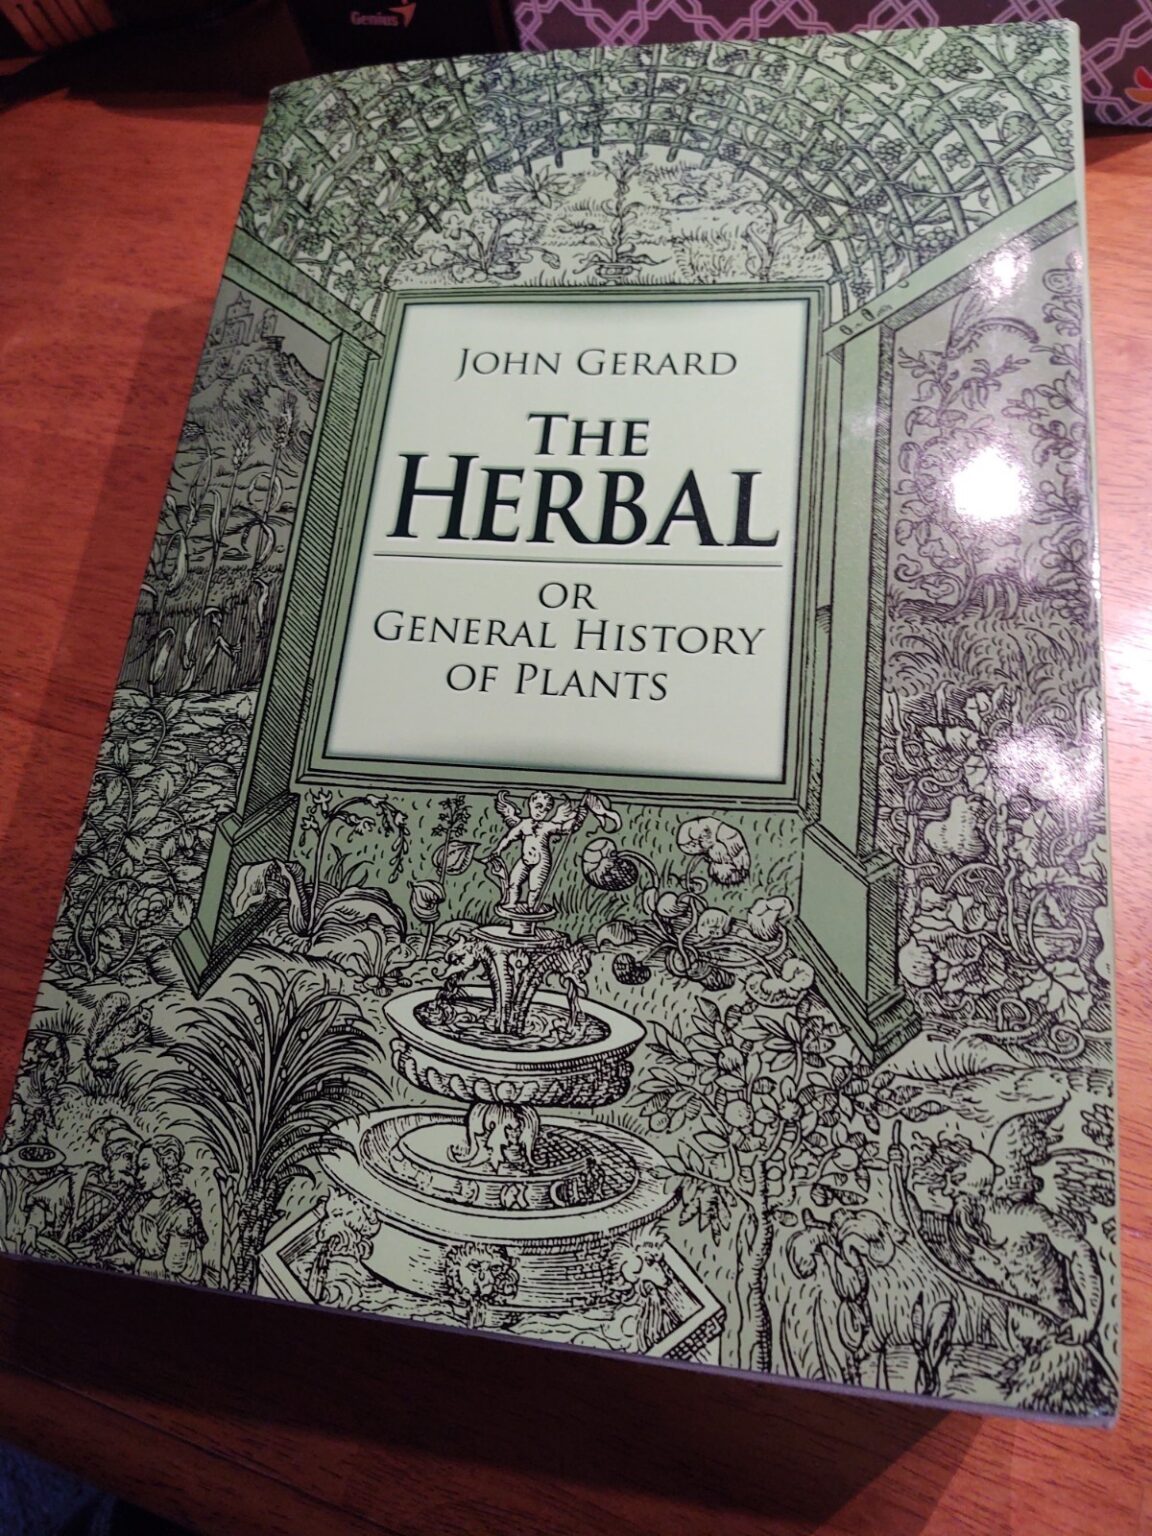 Genius
JOHN GERARD
THE
HERBAL
OR
GENERAL HISTORY
OF PLANTS